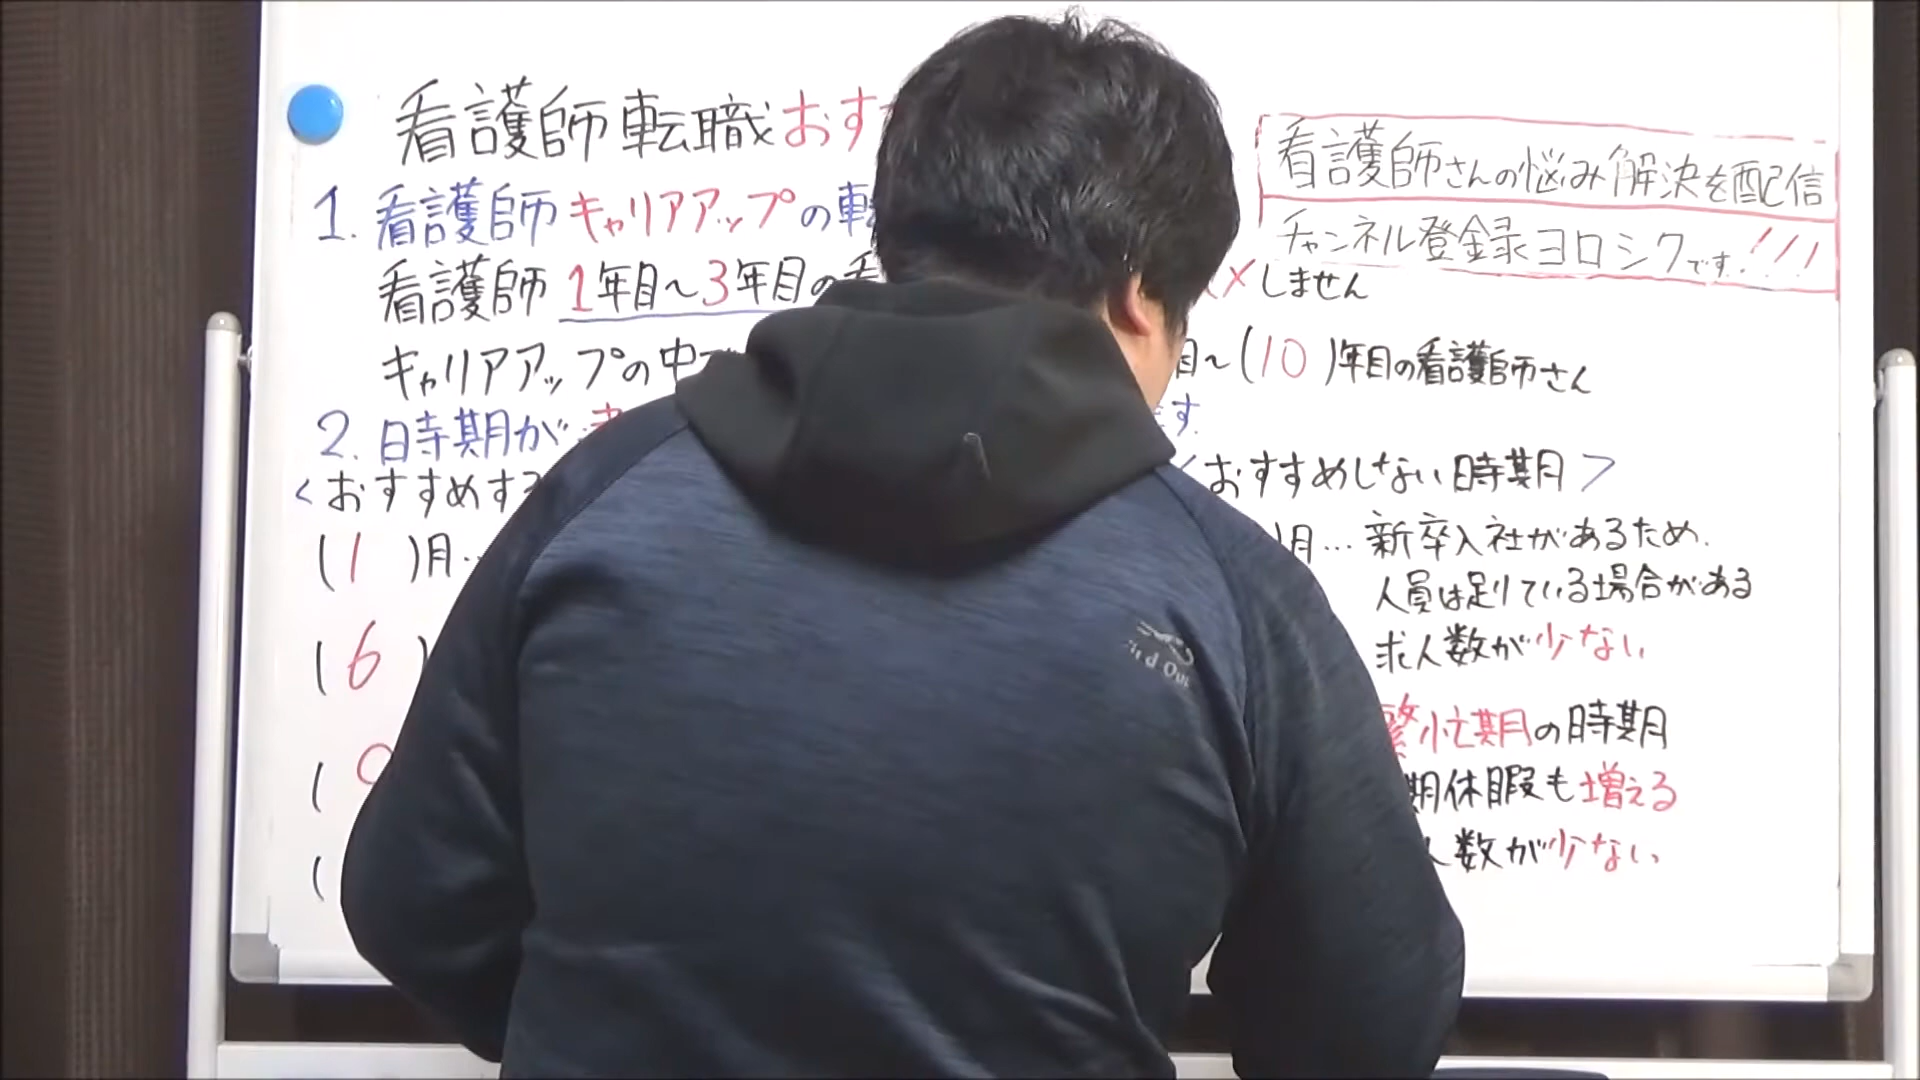 看護師転職おす
看護師さんの悩み解決を配信
チャンネル登録ヨロシクです!!!
1. 看護師キャリアアップの転
看護師1年目〜3年目の看
メしません
キャリアアップの中で
目〜(10)年目の看護師さん
2. 時期が
ます.
<おすすめする
<おすすめしない時期>
(1)月…
)月…新卒入社があるため.
人員は足りている場合がある
(6)
求人数が少ない
繁忙期の時期
(9
期休暇も増える
(
人数が少ない